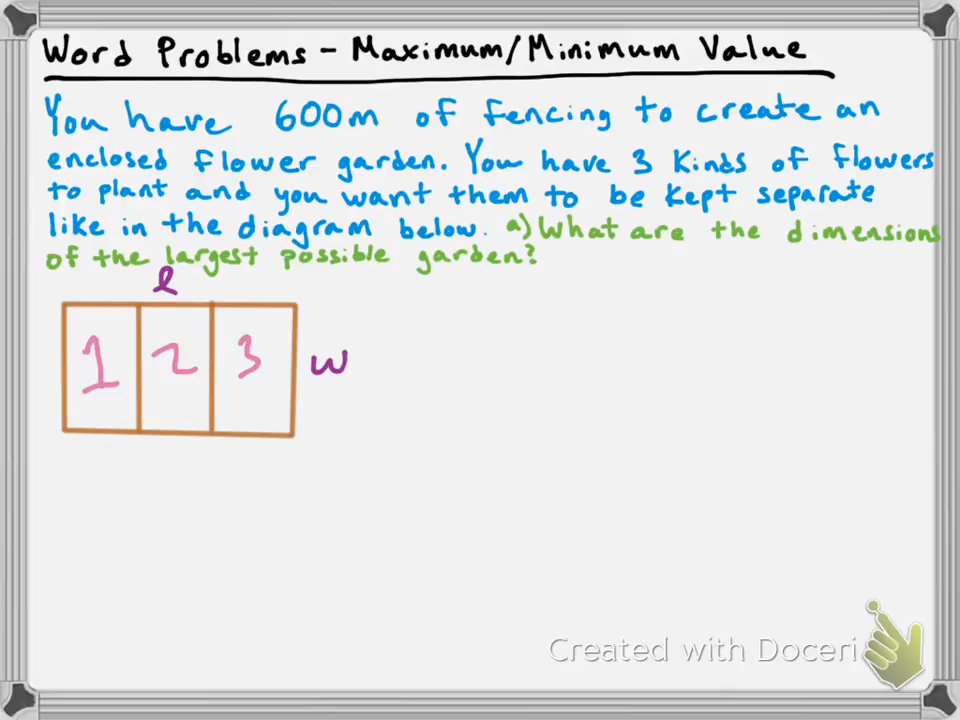 Word Problems - Maximum/Minimum Value
You have 600m of fencing to create an
enclosed flower garden. You have 3 kinds of flowers
to plant and you want them to be kept separate
like in the diagram below. a) What are the dimensions
of the largest possible garden?
l
1 2 3 w
Created with Doceri